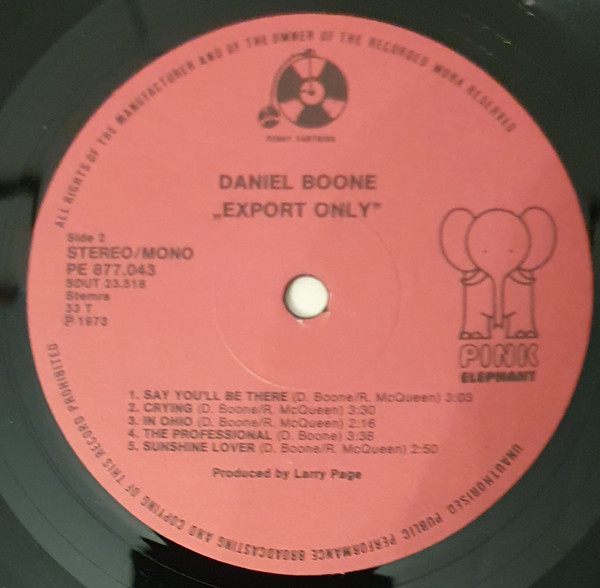 ALL RIGHTS OF THE MANUFACTURER AND OF THE OWNER OF THE RECORDED WORK RESERVED
PENNY FARTHING
DANIEL BOONE
„EXPORT ONLY”
Side 2
STEREO/MONO
PE 877.043
SDUT 23.518
Stemra
33 T
℗ 1973
PINK
ELEPHANT
1. SAY YOU'LL BE THERE (D. Boone/R. McQueen) 3:03
2. CRYING (D. Boone/R. McQueen) 3:30
3. IN OHIO (D. Boone/R. McQueen) 2:16
4. THE PROFESSIONAL (D. Boone) 3:38
5. SUNSHINE LOVER (D. Boone/R. McQueen) 2:50
Produced by Larry Page
UNAUTHORISED PUBLIC PERFORMANCE BROADCASTING AND COPYING OF THIS RECORD PROHIBITED